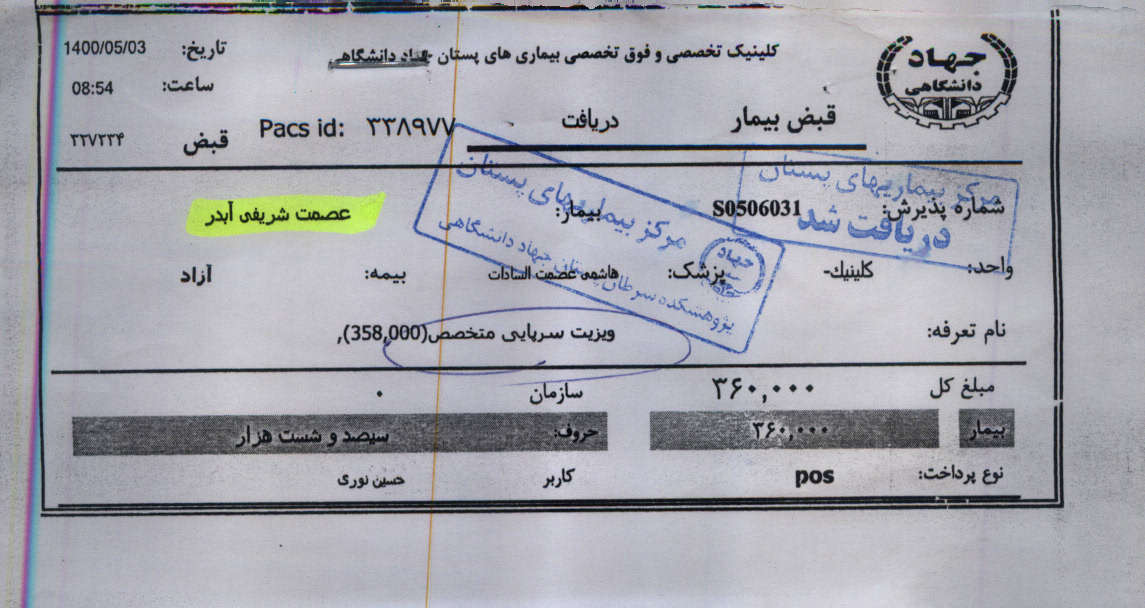 جهاد
دانشگاهی
کلینیک تخصصی و فوق تخصصی بیماری های پستان جهاد دانشگاهی
تاریخ: 1400/05/03
ساعت: 08:54
قبض بیمار
دریافت
Pacs id: ۳۳۸۹۷۷
قبض ۲۲۷۲۳۴
مرکز بیماریهای پستان
دریافت شد
مرکز بیماریهای پستان
پژوهشکده سرطان پستان جهاد دانشگاهی
جهاد
شماره پذیرش: S0506031
بیمار: عصمت شریفی آبدر
واحد: کلینیك-
پزشک: هاشمی عصمت السادات
بیمه: آزاد
نام تعرفه: ویزیت سرپایی متخصص(358,000),
مبلغ کل ۳۶۰,۰۰۰ سازمان ۰
بیمار ۳۶۰,۰۰۰ حروف: سیصد و شست هزار
نوع پرداخت: pos کاربر حسین نوری